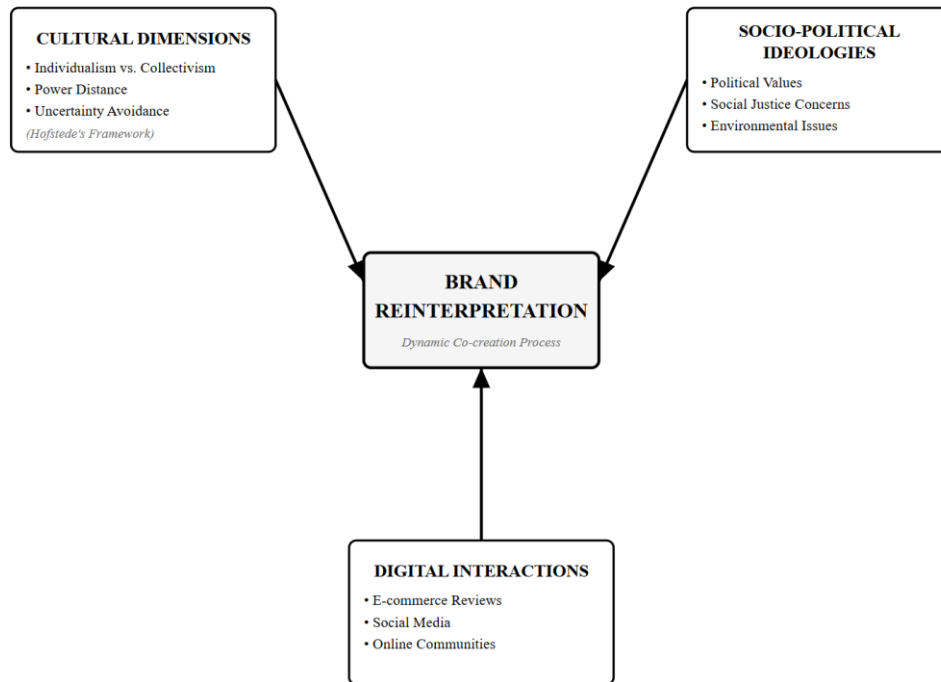 CULTURAL DIMENSIONS
• Individualism vs. Collectivism
• Power Distance
• Uncertainty Avoidance
(Hofstede's Framework)
SOCIO-POLITICAL
IDEOLOGIES
• Political Values
• Social Justice Concerns
• Environmental Issues
BRAND
REINTERPRETATION
Dynamic Co-creation Process
DIGITAL INTERACTIONS
• E-commerce Reviews
• Social Media
• Online Communities